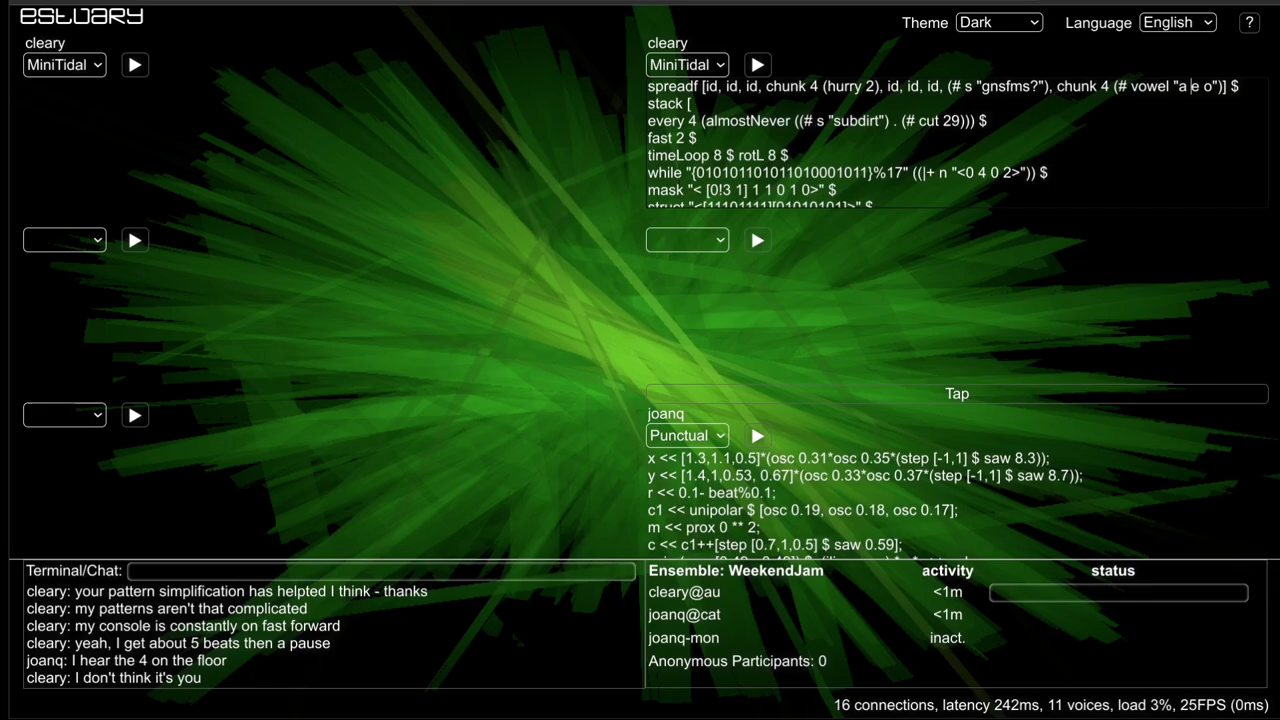 estuary
Theme Dark Language English ?
cleary
MiniTidal
cleary
MiniTidal
spreadf [id, id, id, chunk 4 (hurry 2), id, id, id, (# s "gnsfms?"), chunk 4 (# vowel "a e o")] $
stack [
every 4 (almostNever ((# s "subdirt") . (# cut 29))) $
fast 2 $
timeLoop 8 $ rotL 8 $
while "{010101101011010001011}%17" ((|+ n "<0 4 0 2>")) $
mask "< [0!3 1] 1 1 0 1 0>" $
struct "<[11101111][01010101]>" $
Tap
joanq
Punctual
x << [1.3,1.1,0.5]*(osc 0.31*osc 0.35*(step [-1,1] $ saw 8.3));
y << [1.4,1,0.53, 0.67]*(osc 0.33*osc 0.37*(step [-1,1] $ saw 8.7));
r << 0.1- beat%0.1;
c1 << unipolar $ [osc 0.19, osc 0.18, osc 0.17];
m << prox 0 ** 2;
c << c1++[step [0.7,1,0.5] $ saw 0.59];
Terminal/Chat:
cleary: your pattern simplification has helpted I think - thanks
cleary: my patterns aren't that complicated
cleary: my console is constantly on fast forward
cleary: yeah, I get about 5 beats then a pause
joanq: I hear the 4 on the floor
cleary: I don't think it's you
Ensemble: WeekendJam activity status
cleary@au <1m
joanq@cat <1m
joanq-mon inact.
Anonymous Participants: 0
16 connections, latency 242ms, 11 voices, load 3%, 25FPS (0ms)